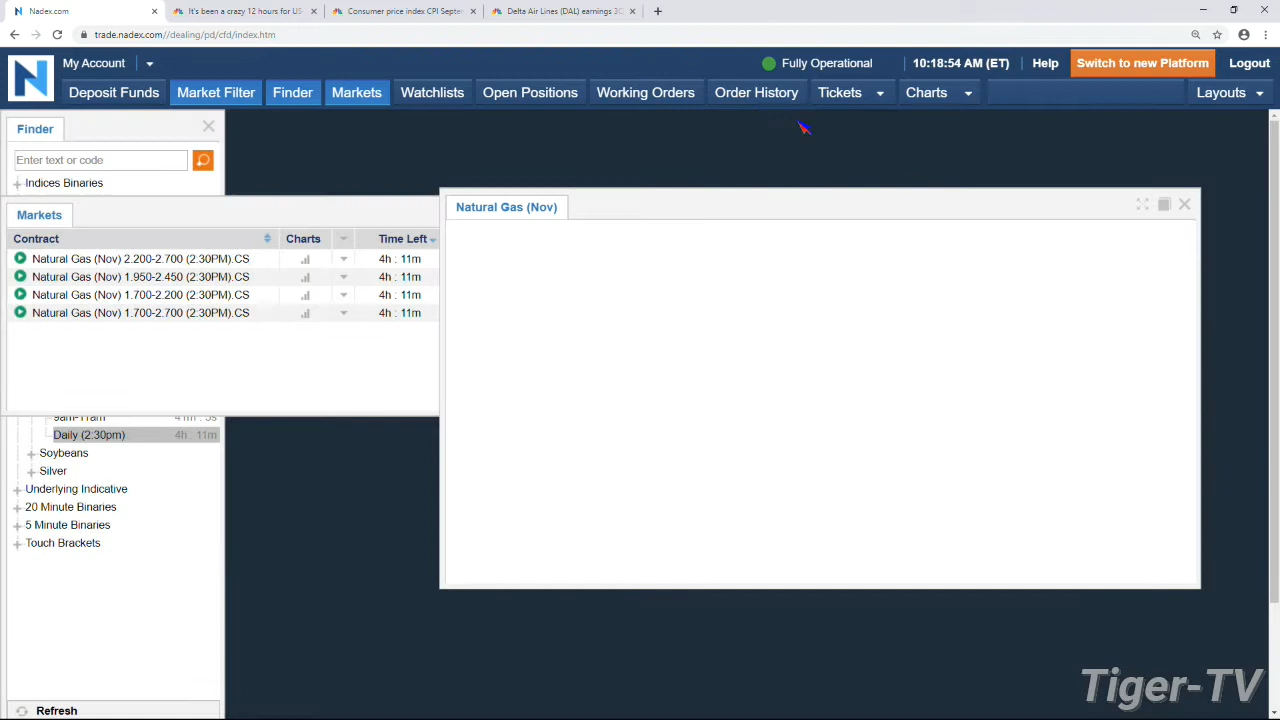 Nadex.com
It's been a crazy 12 hours for US-
Consumer price index CPI Septem
Delta Air Lines (DAL) earnings 3Q
trade.nadex.com//dealing/pd/cfd/index.htm
My Account
Fully Operational
10:18:54 AM (ET)
Help
Switch to new Platform
Logout
Deposit Funds
Market Filter
Finder
Markets
Watchlists
Open Positions
Working Orders
Order History
Tickets
Charts
Layouts
Finder
Enter text or code
Indices Binaries
Markets
Contract Charts Time Left
Natural Gas (Nov) 2.200-2.700 (2:30PM).CS 4h : 11m
Natural Gas (Nov) 1.950-2.450 (2:30PM).CS 4h : 11m
Natural Gas (Nov) 1.700-2.200 (2:30PM).CS 4h : 11m
Natural Gas (Nov) 1.700-2.700 (2:30PM).CS 4h : 11m
Natural Gas (Nov)
9am-11am 41m : 5s
Daily (2:30pm) 4h : 11m
Soybeans
Silver
Underlying Indicative
20 Minute Binaries
5 Minute Binaries
Touch Brackets
Refresh
Tiger-TV